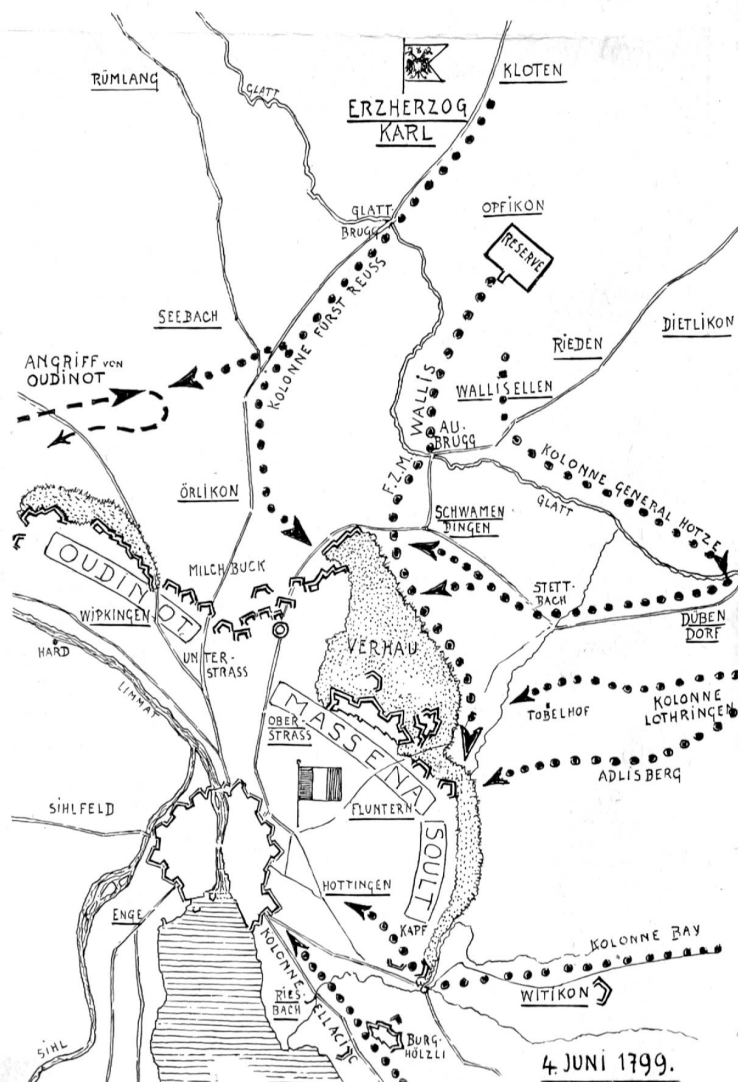 RÜMLANG
GLATT
ERZHERZOG
KARL
KLOTEN
GLATT
BRUGG
OPFIKON
RESERVE
SEEBACH
KOLONNE FÜRST REUSS
ANGRIFF VON
OUDINOT
F.Z.M. WALLIS
WALLISELLEN
RIEDEN
DIETLIKON
AU-
BRUGG
KOLONNE GENERAL HOTZE
GLATT
ÖRLIKON
SCHWAMEN
DINGEN
OUDINOT
MILCHBUCK
STETT-
BACH
DÜBEN
DORF
WIPKINGEN
HARD
LIMMAT
UNTER-
STRASS
VERHAU
OBER-
STRASS
MASSENA
TOBELHOF
KOLONNE
LOTHRINGEN
ADLISBERG
SIHLFELD
FLUNTERN
SOULT
HOTTINGEN
KAPF
ENGE
KOLONNE JELLACIC
RIES-
BACH
KOLONNE BAY
WITIKON
SIHL
BURG-
HÖLZLI
4. JUNI 1799.